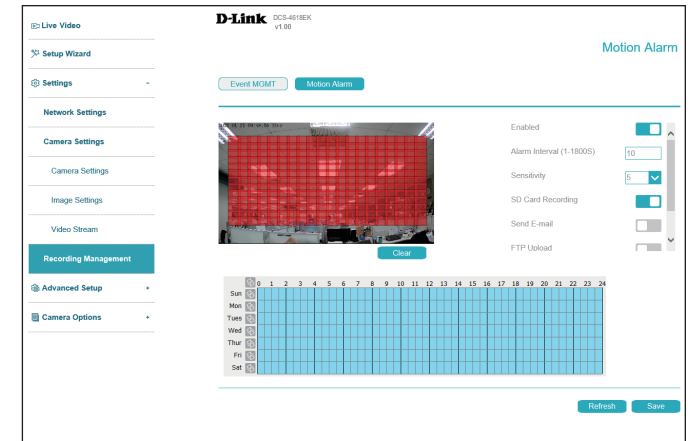 D-Link DCS-4618EK
v1.00
Live Video
Setup Wizard
Settings -
Network Settings
Camera Settings
Camera Settings
Image Settings
Video Stream
Recording Management
Advanced Setup +
Camera Options +
Motion Alarm
Event MGMT Motion Alarm
Enabled
Alarm Interval (1-1800S) 10
Sensitivity 5
SD Card Recording
Send E-mail
FTP Upload
Clear
0 1 2 3 4 5 6 7 8 9 10 11 12 13 14 15 16 17 18 19 20 21 22 23 24
Sun
Mon
Tues
Wed
Thur
Fri
Sat
Refresh Save